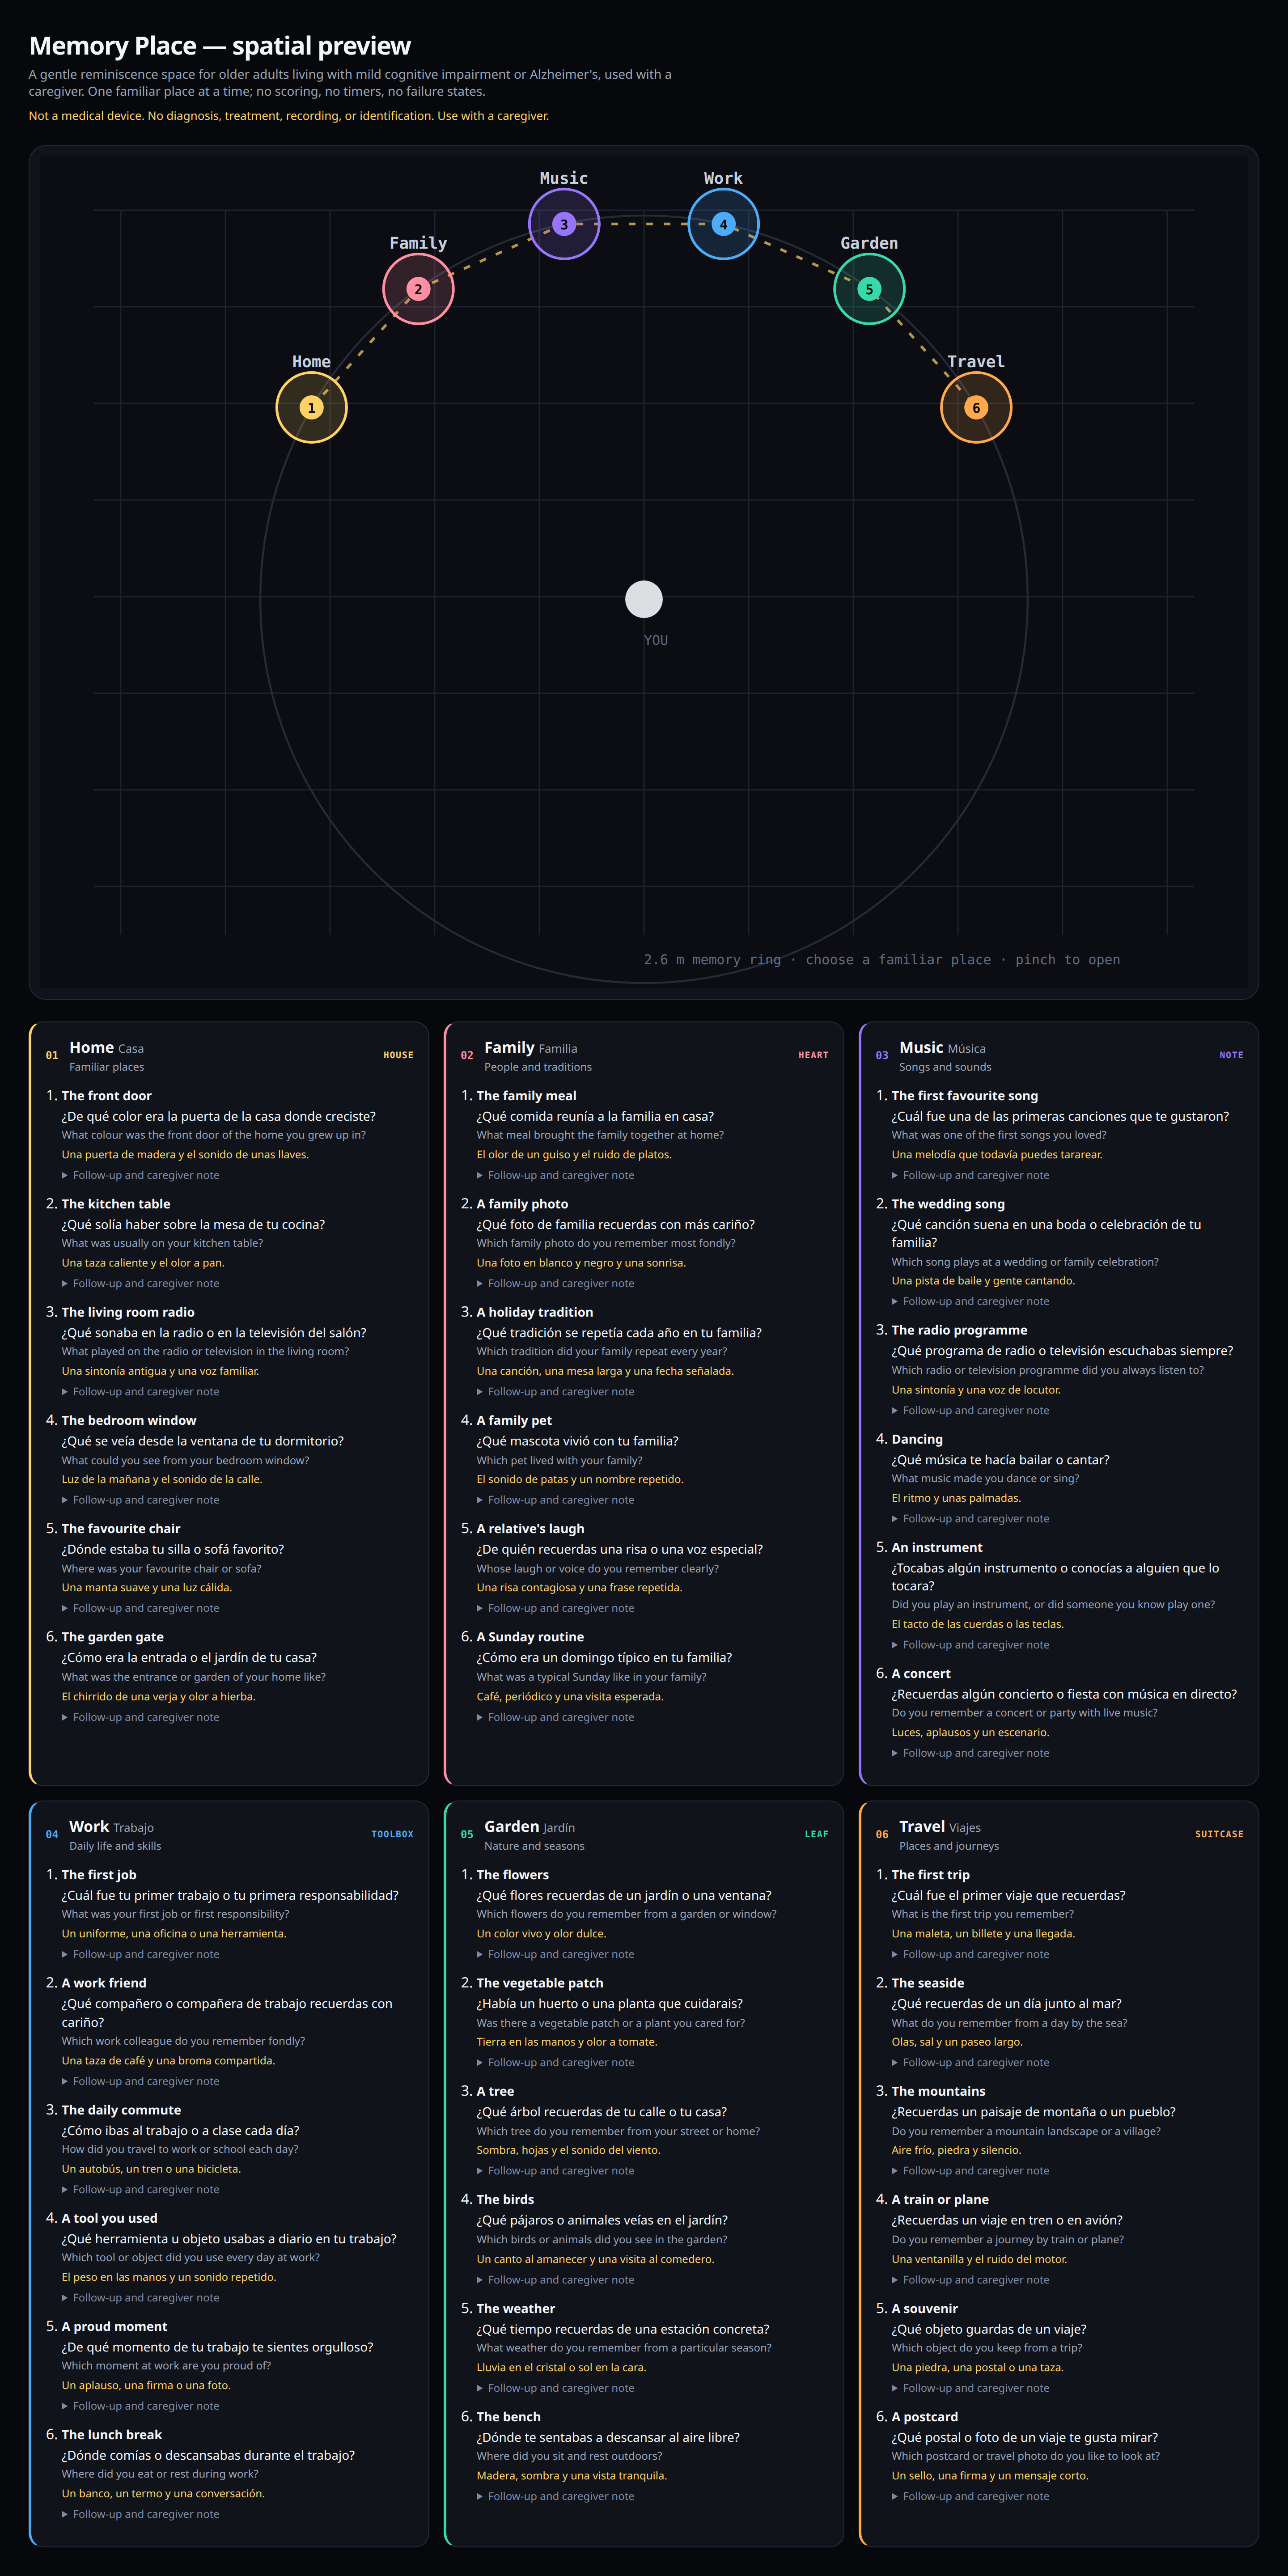 Memory Place — spatial preview
A gentle reminiscence space for older adults living with mild cognitive impairment or Alzheimer's, used with a
caregiver. One familiar place at a time; no scoring, no timers, no failure states.
Not a medical device. No diagnosis, treatment, recording, or identification. Use with a caregiver.
Music
Work
3
4
Family
Garden
2
5
Home
Travel
1
6
YOU
2.6 m memory ring · choose a familiar place · pinch to open
01 Home Casa HOUSE
Familiar places
1. The front door
¿De qué color era la puerta de la casa donde creciste?
What colour was the front door of the home you grew up in?
Una puerta de madera y el sonido de unas llaves.
▶ Follow-up and caregiver note
2. The kitchen table
¿Qué solía haber sobre la mesa de tu cocina?
What was usually on your kitchen table?
Una taza caliente y el olor a pan.
▶ Follow-up and caregiver note
3. The living room radio
¿Qué sonaba en la radio o en la televisión del salón?
What played on the radio or television in the living room?
Una sintonía antigua y una voz familiar.
▶ Follow-up and caregiver note
4. The bedroom window
¿Qué se veía desde la ventana de tu dormitorio?
What could you see from your bedroom window?
Luz de la mañana y el sonido de la calle.
▶ Follow-up and caregiver note
5. The favourite chair
¿Dónde estaba tu silla o sofá favorito?
Where was your favourite chair or sofa?
Una manta suave y una luz cálida.
▶ Follow-up and caregiver note
6. The garden gate
¿Cómo era la entrada o el jardín de tu casa?
What was the entrance or garden of your home like?
El chirrido de una verja y olor a hierba.
▶ Follow-up and caregiver note
02 Family Familia HEART
People and traditions
1. The family meal
¿Qué comida reunía a la familia en casa?
What meal brought the family together at home?
El olor de un guiso y el ruido de platos.
▶ Follow-up and caregiver note
2. A family photo
¿Qué foto de familia recuerdas con más cariño?
Which family photo do you remember most fondly?
Una foto en blanco y negro y una sonrisa.
▶ Follow-up and caregiver note
3. A holiday tradition
¿Qué tradición se repetía cada año en tu familia?
Which tradition did your family repeat every year?
Una canción, una mesa larga y una fecha señalada.
▶ Follow-up and caregiver note
4. A family pet
¿Qué mascota vivió con tu familia?
Which pet lived with your family?
El sonido de patas y un nombre repetido.
▶ Follow-up and caregiver note
5. A relative's laugh
¿De quién recuerdas una risa o una voz especial?
Whose laugh or voice do you remember clearly?
Una risa contagiosa y una frase repetida.
▶ Follow-up and caregiver note
6. A Sunday routine
¿Cómo era un domingo típico en tu familia?
What was a typical Sunday like in your family?
Café, periódico y una visita esperada.
▶ Follow-up and caregiver note
03 Music Música NOTE
Songs and sounds
1. The first favourite song
¿Cuál fue una de las primeras canciones que te gustaron?
What was one of the first songs you loved?
Una melodía que todavía puedes tararear.
▶ Follow-up and caregiver note
2. The wedding song
¿Qué canción suena en una boda o celebración de tu
familia?
Which song plays at a wedding or family celebration?
Una pista de baile y gente cantando.
▶ Follow-up and caregiver note
3. The radio programme
¿Qué programa de radio o televisión escuchabas siempre?
Which radio or television programme did you always listen to?
Una sintonía y una voz de locutor.
▶ Follow-up and caregiver note
4. Dancing
¿Qué música te hacía bailar o cantar?
What music made you dance or sing?
El ritmo y unas palmadas.
▶ Follow-up and caregiver note
5. An instrument
¿Tocabas algún instrumento o conocías a alguien que lo
tocara?
Did you play an instrument, or did someone you know play one?
El tacto de las cuerdas o las teclas.
▶ Follow-up and caregiver note
6. A concert
¿Recuerdas algún concierto o fiesta con música en directo?
Do you remember a concert or party with live music?
Luces, aplausos y un escenario.
▶ Follow-up and caregiver note
04 Work Trabajo TOOLBOX
Daily life and skills
1. The first job
¿Cuál fue tu primer trabajo o tu primera responsabilidad?
What was your first job or first responsibility?
Un uniforme, una oficina o una herramienta.
▶ Follow-up and caregiver note
2. A work friend
¿Qué compañero o compañera de trabajo recuerdas con
cariño?
Which work colleague do you remember fondly?
Una taza de café y una broma compartida.
▶ Follow-up and caregiver note
3. The daily commute
¿Cómo ibas al trabajo o a clase cada día?
How did you travel to work or school each day?
Un autobús, un tren o una bicicleta.
▶ Follow-up and caregiver note
4. A tool you used
¿Qué herramienta u objeto usabas a diario en tu trabajo?
Which tool or object did you use every day at work?
El peso en las manos y un sonido repetido.
▶ Follow-up and caregiver note
5. A proud moment
¿De qué momento de tu trabajo te sientes orgulloso?
Which moment at work are you proud of?
Un aplauso, una firma o una foto.
▶ Follow-up and caregiver note
6. The lunch break
¿Dónde comías o descansabas durante el trabajo?
Where did you eat or rest during work?
Un banco, un termo y una conversación.
▶ Follow-up and caregiver note
05 Garden Jardín LEAF
Nature and seasons
1. The flowers
¿Qué flores recuerdas de un jardín o una ventana?
Which flowers do you remember from a garden or window?
Un color vivo y olor dulce.
▶ Follow-up and caregiver note
2. The vegetable patch
¿Había un huerto o una planta que cuidarais?
Was there a vegetable patch or a plant you cared for?
Tierra en las manos y olor a tomate.
▶ Follow-up and caregiver note
3. A tree
¿Qué árbol recuerdas de tu calle o tu casa?
Which tree do you remember from your street or home?
Sombra, hojas y el sonido del viento.
▶ Follow-up and caregiver note
4. The birds
¿Qué pájaros o animales veías en el jardín?
Which birds or animals did you see in the garden?
Un canto al amanecer y una visita al comedero.
▶ Follow-up and caregiver note
5. The weather
¿Qué tiempo recuerdas de una estación concreta?
What weather do you remember from a particular season?
Lluvia en el cristal o sol en la cara.
▶ Follow-up and caregiver note
6. The bench
¿Dónde te sentabas a descansar al aire libre?
Where did you sit and rest outdoors?
Madera, sombra y una vista tranquila.
▶ Follow-up and caregiver note
06 Travel Viajes SUITCASE
Places and journeys
1. The first trip
¿Cuál fue el primer viaje que recuerdas?
What is the first trip you remember?
Una maleta, un billete y una llegada.
▶ Follow-up and caregiver note
2. The seaside
¿Qué recuerdas de un día junto al mar?
What do you remember from a day by the sea?
Olas, sal y un paseo largo.
▶ Follow-up and caregiver note
3. The mountains
¿Recuerdas un paisaje de montaña o un pueblo?
Do you remember a mountain landscape or a village?
Aire frío, piedra y silencio.
▶ Follow-up and caregiver note
4. A train or plane
¿Recuerdas un viaje en tren o en avión?
Do you remember a journey by train or plane?
Una ventanilla y el ruido del motor.
▶ Follow-up and caregiver note
5. A souvenir
¿Qué objeto guardas de un viaje?
Which object do you keep from a trip?
Una piedra, una postal o una taza.
▶ Follow-up and caregiver note
6. A postcard
¿Qué postal o foto de un viaje te gusta mirar?
Which postcard or travel photo do you like to look at?
Un sello, una firma y un mensaje corto.
▶ Follow-up and caregiver note